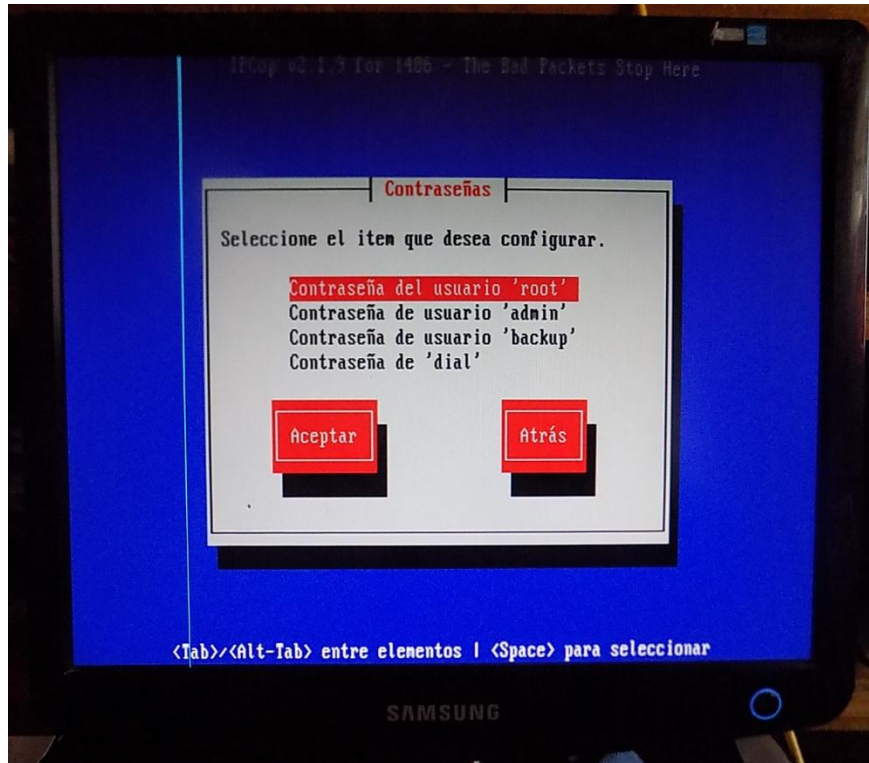 IPCop v2.1.9 for i486 - The Bad Packets Stop Here
Contraseñas
Seleccione el item que desea configurar.
Contraseña del usuario 'root'
Contraseña de usuario 'admin'
Contraseña de usuario 'backup'
Contraseña de 'dial'
Aceptar
Atrás
<Tab>/<Alt-Tab> entre elementos | <Space> para seleccionar
SAMSUNG